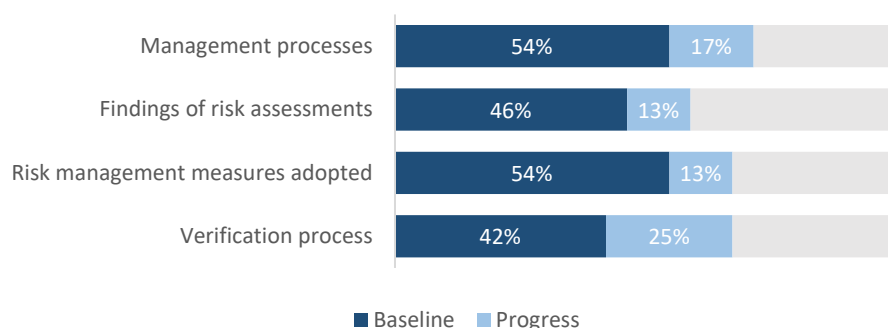 Management processes 54% 17%
Findings of risk assessments 46% 13%
Risk management measures adopted 54% 13%
Verification process 42% 25%
Baseline Progress